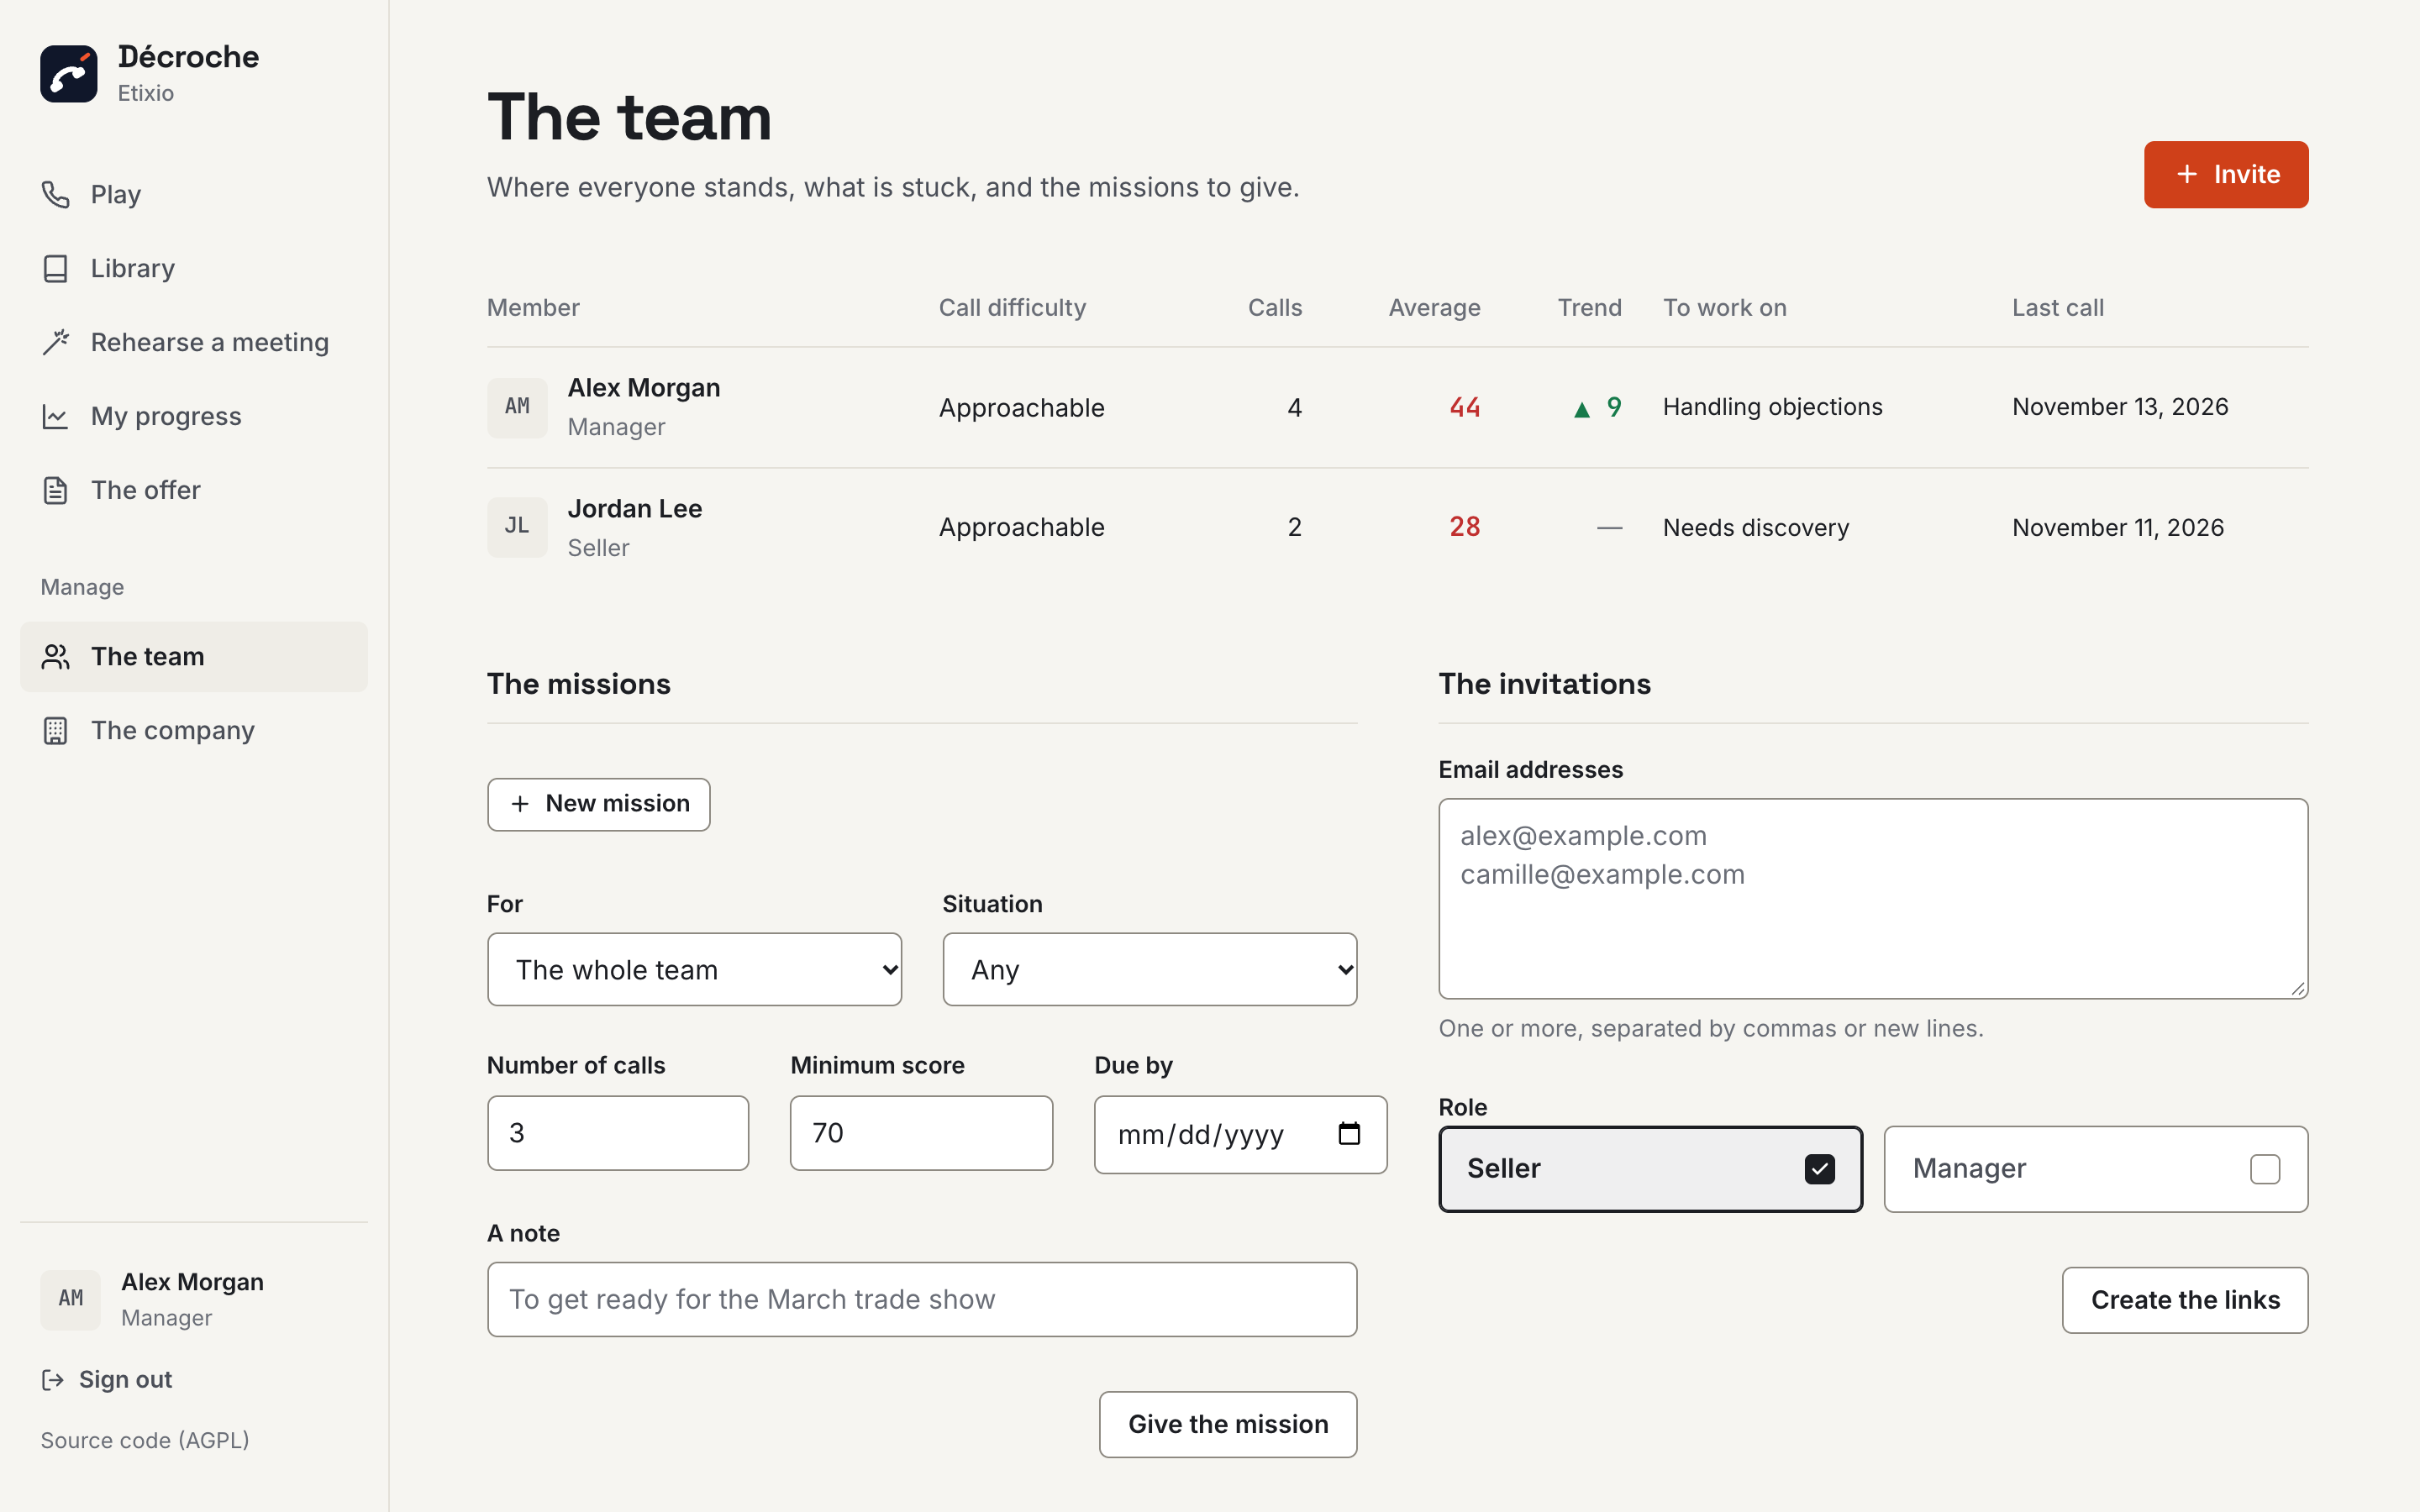 Décroche
Etixio
Play
Library
Rehearse a meeting
My progress
The offer
Manage
The team
The company
AM
Alex Morgan
Manager
Sign out
Source code (AGPL)
The team
Where everyone stands, what is stuck, and the missions to give.
+ Invite
Member Call difficulty Calls Average Trend To work on Last call
AM Alex Morgan Manager Approachable 4 44 ▲ 9 Handling objections November 13, 2026
JL Jordan Lee Seller Approachable 2 28 — Needs discovery November 11, 2026
The missions
+ New mission
For Situation
The whole team Any
Number of calls Minimum score Due by
3 70 mm/dd/yyyy
A note
To get ready for the March trade show
Give the mission
The invitations
Email addresses
alex@example.com
camille@example.com
One or more, separated by commas or new lines.
Role
Seller Manager
Create the links